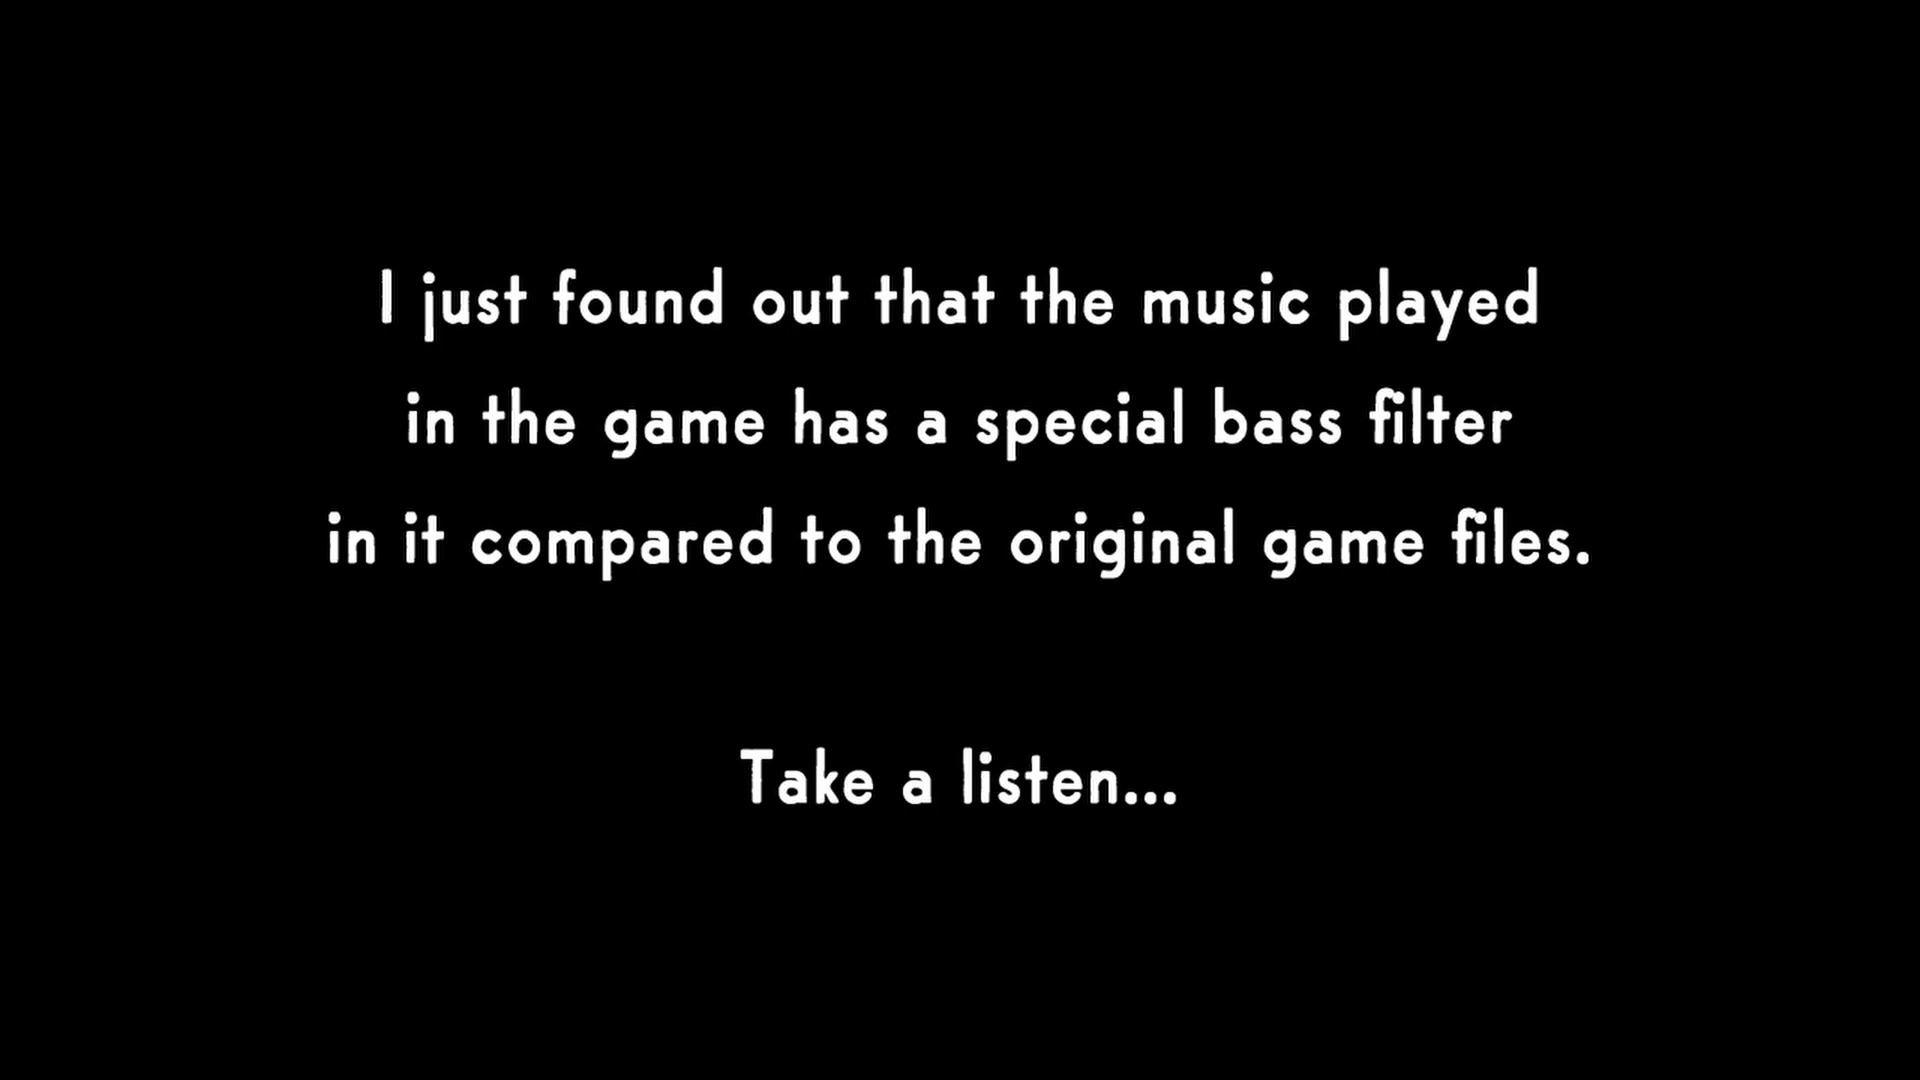 I just found out that the music played
in the game has a special bass filter
in it compared to the original game files.
Take a listen...